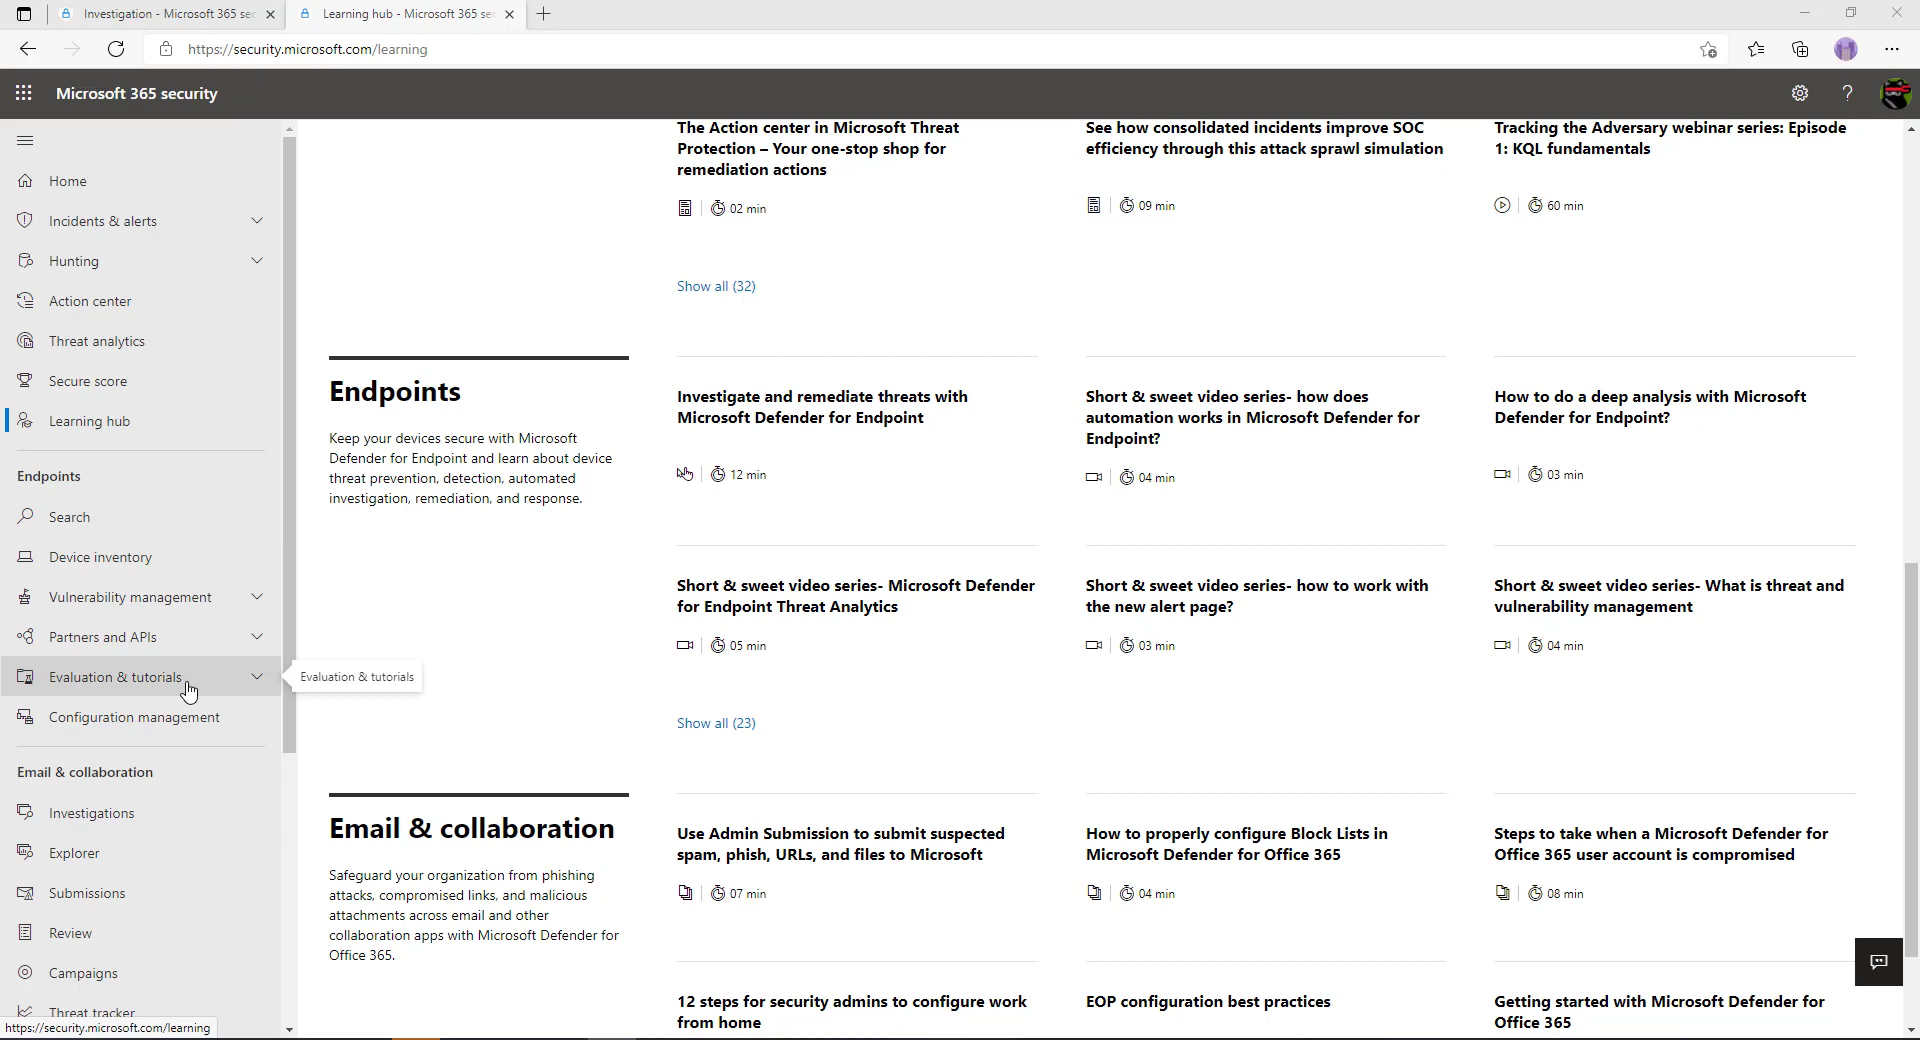 Investigation - Microsoft 365 sec
Learning hub - Microsoft 365 sec
https://security.microsoft.com/learning
Microsoft 365 security
?
Home
Incidents & alerts
Hunting
Action center
Threat analytics
Secure score
Learning hub
Endpoints
Search
Device inventory
Vulnerability management
Partners and APIs
Evaluation & tutorials
Evaluation & tutorials
Configuration management
Email & collaboration
Investigations
Explorer
Submissions
Review
Campaigns
Threat tracker
https://security.microsoft.com/learning
The Action center in Microsoft Threat
Protection – Your one-stop shop for
remediation actions
02 min
See how consolidated incidents improve SOC
efficiency through this attack sprawl simulation
09 min
Tracking the Adversary webinar series: Episode
1: KQL fundamentals
60 min
Show all (32)
Endpoints
Keep your devices secure with Microsoft
Defender for Endpoint and learn about device
threat prevention, detection, automated
investigation, remediation, and response.
Investigate and remediate threats with
Microsoft Defender for Endpoint
12 min
Short & sweet video series- how does
automation works in Microsoft Defender for
Endpoint?
04 min
How to do a deep analysis with Microsoft
Defender for Endpoint?
03 min
Short & sweet video series- Microsoft Defender
for Endpoint Threat Analytics
05 min
Short & sweet video series- how to work with
the new alert page?
03 min
Short & sweet video series- What is threat and
vulnerability management
04 min
Show all (23)
Email & collaboration
Safeguard your organization from phishing
attacks, compromised links, and malicious
attachments across email and other
collaboration apps with Microsoft Defender for
Office 365.
Use Admin Submission to submit suspected
spam, phish, URLs, and files to Microsoft
07 min
How to properly configure Block Lists in
Microsoft Defender for Office 365
04 min
Steps to take when a Microsoft Defender for
Office 365 user account is compromised
08 min
12 steps for security admins to configure work
from home
EOP configuration best practices
Getting started with Microsoft Defender for
Office 365